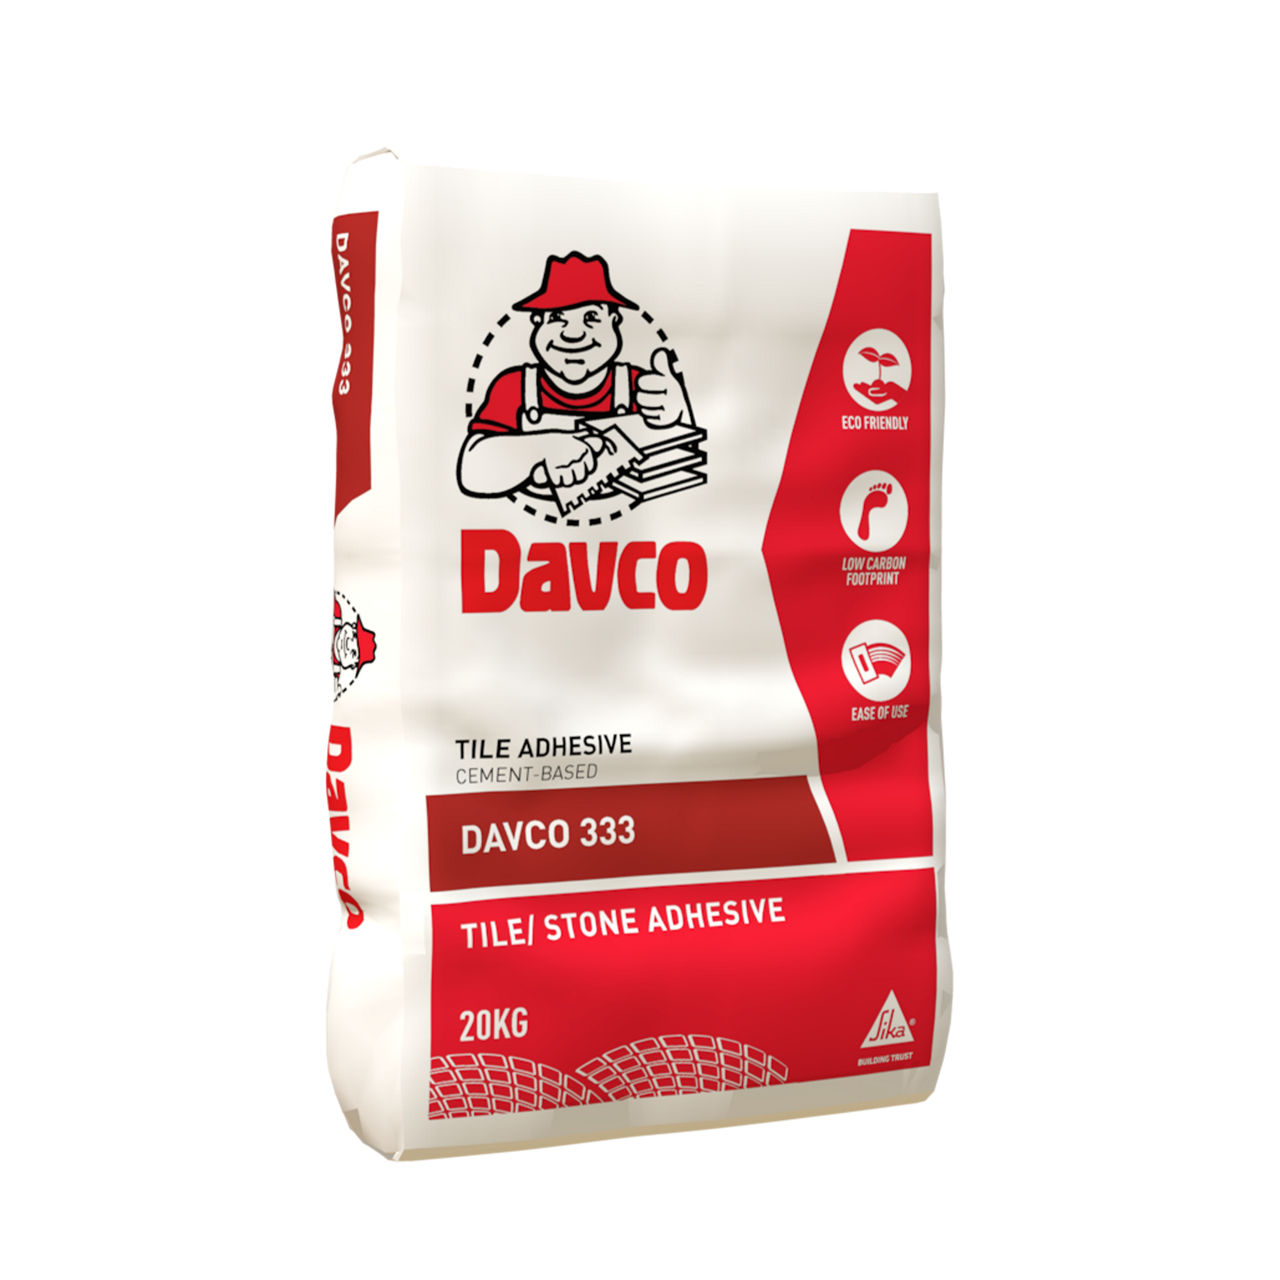 DAVCO 333
Davco
Davco
ECO FRIENDLY
LOW CARBON
FOOTPRINT
EASE OF USE
TILE ADHESIVE
CEMENT-BASED
DAVCO 333
TILE/ STONE ADHESIVE
20KG
Sika®
BUILDING TRUST